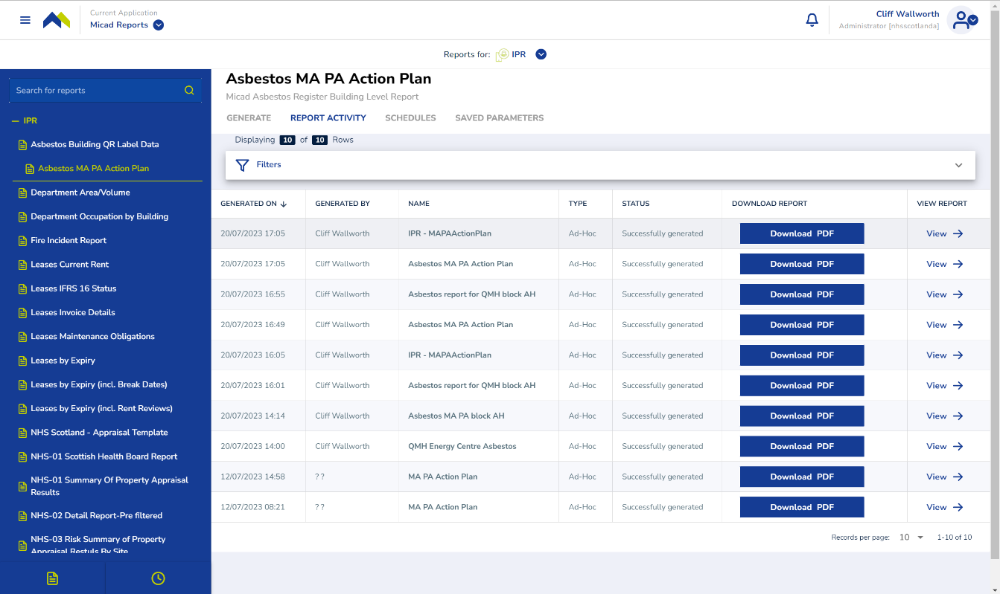 Current Application
Micad Reports
Cliff Wallworth
Administrator [nhsscotlanda]
Reports for: IPR
Search for reports
IPR
Asbestos Building QR Label Data
Asbestos MA PA Action Plan
Department Area/Volume
Department Occupation by Building
Fire Incident Report
Leases Current Rent
Leases IFRS 16 Status
Leases Invoice Details
Leases Maintenance Obligations
Leases by Expiry
Leases by Expiry (incl. Break Dates)
Leases by Expiry (incl. Rent Reviews)
NHS Scotland - Appraisal Template
NHS-01 Scottish Health Board Report
NHS-01 Summary Of Property Appraisal
Results
NHS-02 Detail Report-Pre filtered
NHS-03 Risk Summary of Property
Appraisal Restuls By Site
Asbestos MA PA Action Plan
Micad Asbestos Register Building Level Report
GENERATE REPORT ACTIVITY SCHEDULES SAVED PARAMETERS
Displaying 10 of 10 Rows
Filters
GENERATED ON GENERATED BY NAME TYPE STATUS DOWNLOAD REPORT VIEW REPORT
20/07/2023 17:05 Cliff Wallworth IPR - MAPAActionPlan Ad-Hoc Successfully generated Download PDF View
20/07/2023 17:05 Cliff Wallworth Asbestos MA PA Action Plan Ad-Hoc Successfully generated Download PDF View
20/07/2023 16:55 Cliff Wallworth Asbestos report for QMH block AH Ad-Hoc Successfully generated Download PDF View
20/07/2023 16:49 Cliff Wallworth Asbestos MA PA Action Plan Ad-Hoc Successfully generated Download PDF View
20/07/2023 16:05 Cliff Wallworth IPR - MAPAActionPlan Ad-Hoc Successfully generated Download PDF View
20/07/2023 16:01 Cliff Wallworth Asbestos report for QMH block AH Ad-Hoc Successfully generated Download PDF View
20/07/2023 14:14 Cliff Wallworth Asbestos MA PA block AH Ad-Hoc Successfully generated Download PDF View
20/07/2023 14:00 Cliff Wallworth QMH Energy Centre Asbestos Ad-Hoc Successfully generated Download PDF View
12/07/2023 14:58 ? ? MA PA Action Plan Ad-Hoc Successfully generated Download PDF View
12/07/2023 08:21 ? ? MA PA Action Plan Ad-Hoc Successfully generated Download PDF View
Records per page: 10 1-10 of 10